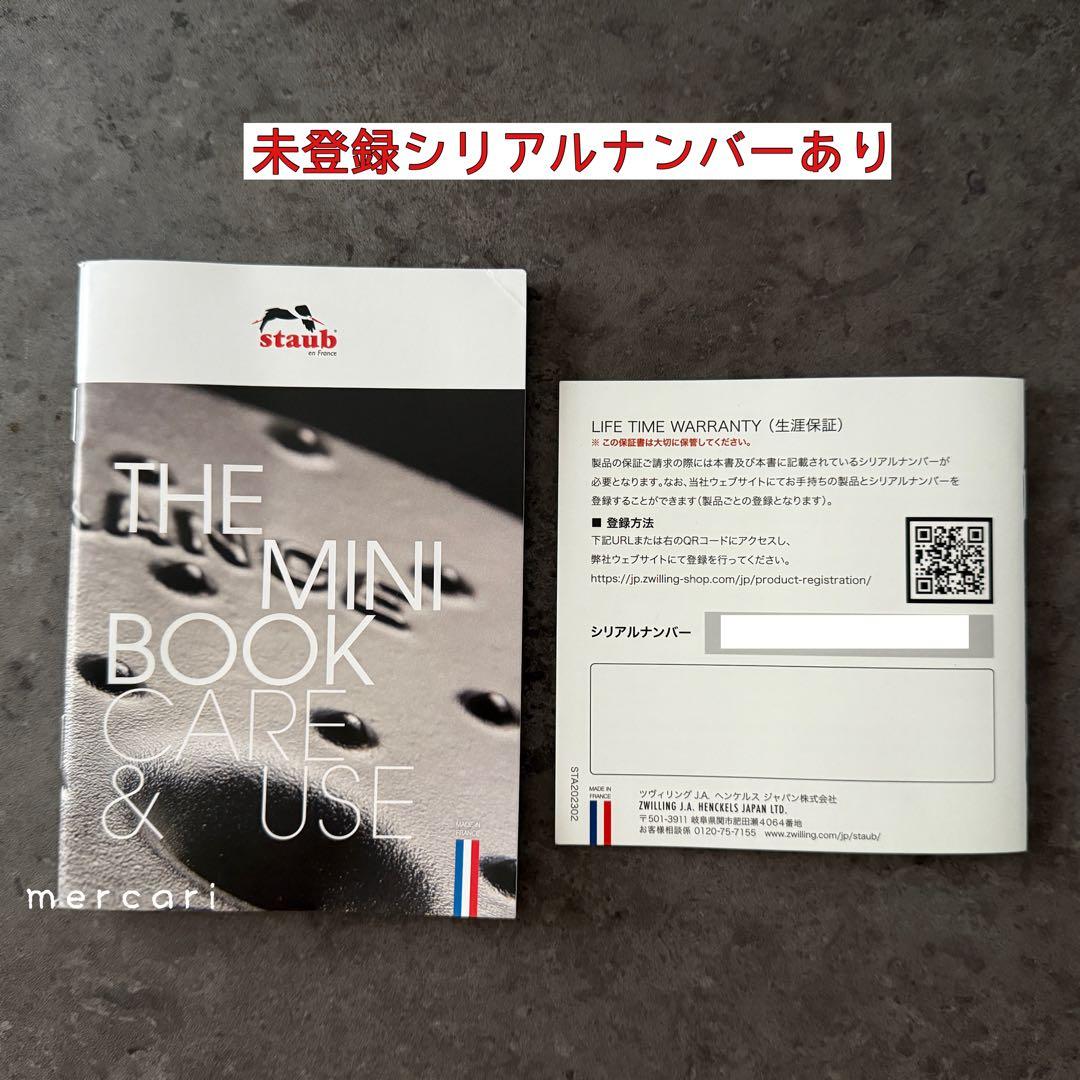 未登録シリアルナンバーあり
staub
en France
THE
MINI
BOOK
CARE
& USE
MADE IN
FRANCE
mercari
LIFE TIME WARRANTY（生涯保証）
※ この保証書は大切に保管してください。
製品の保証ご請求の際には本書及び本書に記載されているシリアルナンバーが
必要となります。なお、当社ウェブサイトにてお手持ちの製品とシリアルナンバーを
登録することができます（製品ごとの登録となります）。
■ 登録方法
下記URLまたは右のQRコードにアクセスし、
弊社ウェブサイトにて登録を行ってください。
https://jp.zwilling-shop.com/jp/product-registration/
シリアルナンバー
STA202302
MADE IN
FRANCE
ツヴィリング J.A. ヘンケルス ジャパン株式会社
ZWILLING J.A. HENCKELS JAPAN LTD.
〒501-3911 岐阜県関市肥田瀬4064番地
お客様相談係 0120-75-7155 www.zwilling.com/jp/staub/